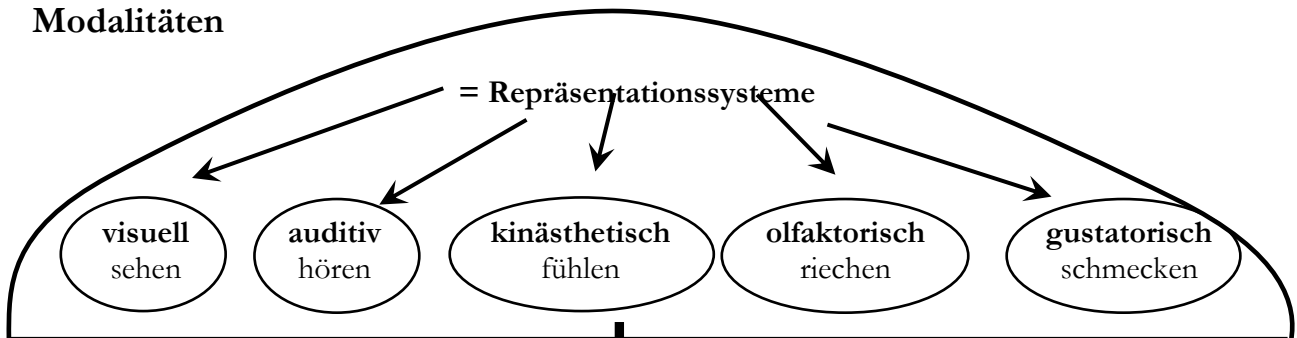 Modalitäten
= Repräsentationssysteme
visuell
sehen
auditiv
hören
kinästhetisch
fühlen
olfaktorisch
riechen
gustatorisch
schmecken